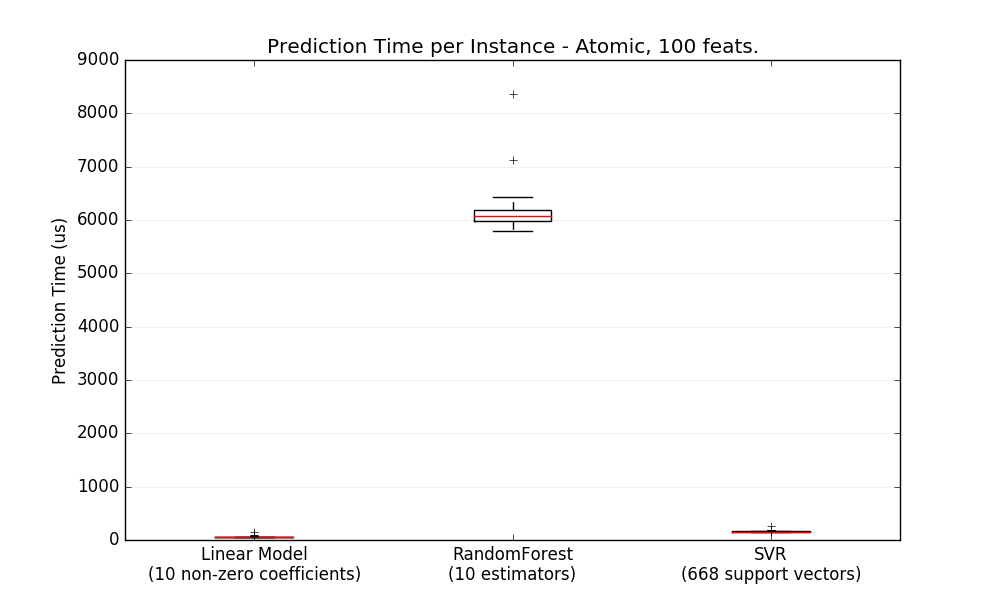 Prediction Time per Instance - Atomic, 100 feats.
9000
8000
7000
6000
5000
4000
3000
2000
1000
0
Prediction Time (us)
Linear Model
(10 non-zero coefficients)
RandomForest
(10 estimators)
SVR
(668 support vectors)